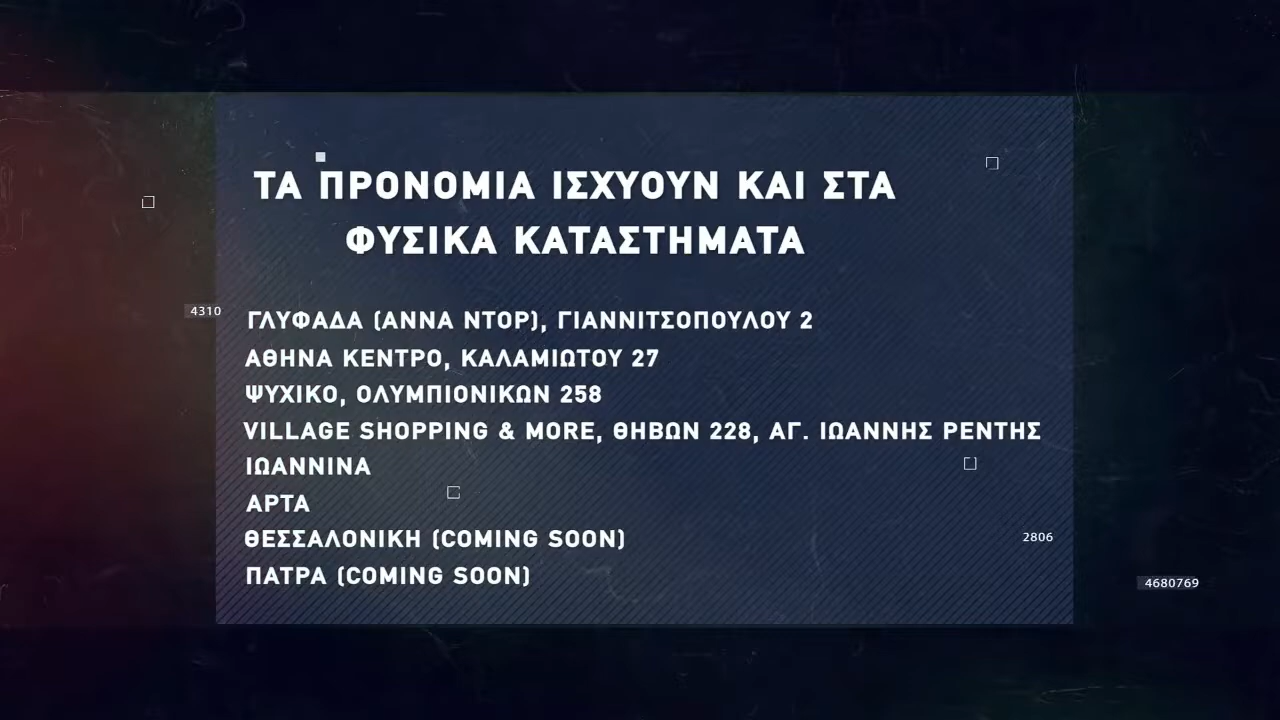 ΤΑ ΠΡΟΝΟΜΙΑ ΙΣΧΥΟΥΝ ΚΑΙ ΣΤΑ
ΦΥΣΙΚΑ ΚΑΤΑΣΤΗΜΑΤΑ
4310
ΓΛΥΦΑΔΑ (ΑΝΝΑ ΝΤΟΡ), ΓΙΑΝΝΙΤΣΟΠΟΥΛΟΥ 2
ΑΘΗΝΑ ΚΕΝΤΡΟ, ΚΑΛΑΜΙΩΤΟΥ 27
ΨΥΧΙΚΟ, ΟΛΥΜΠΙΟΝΙΚΩΝ 258
VILLAGE SHOPPING & MORE, ΘΗΒΩΝ 228, ΑΓ. ΙΩΑΝΝΗΣ ΡΕΝΤΗΣ
ΙΩΑΝΝΙΝΑ
ΑΡΤΑ
ΘΕΣΣΑΛΟΝΙΚΗ (COMING SOON)
2806
ΠΑΤΡΑ (COMING SOON)
4680769